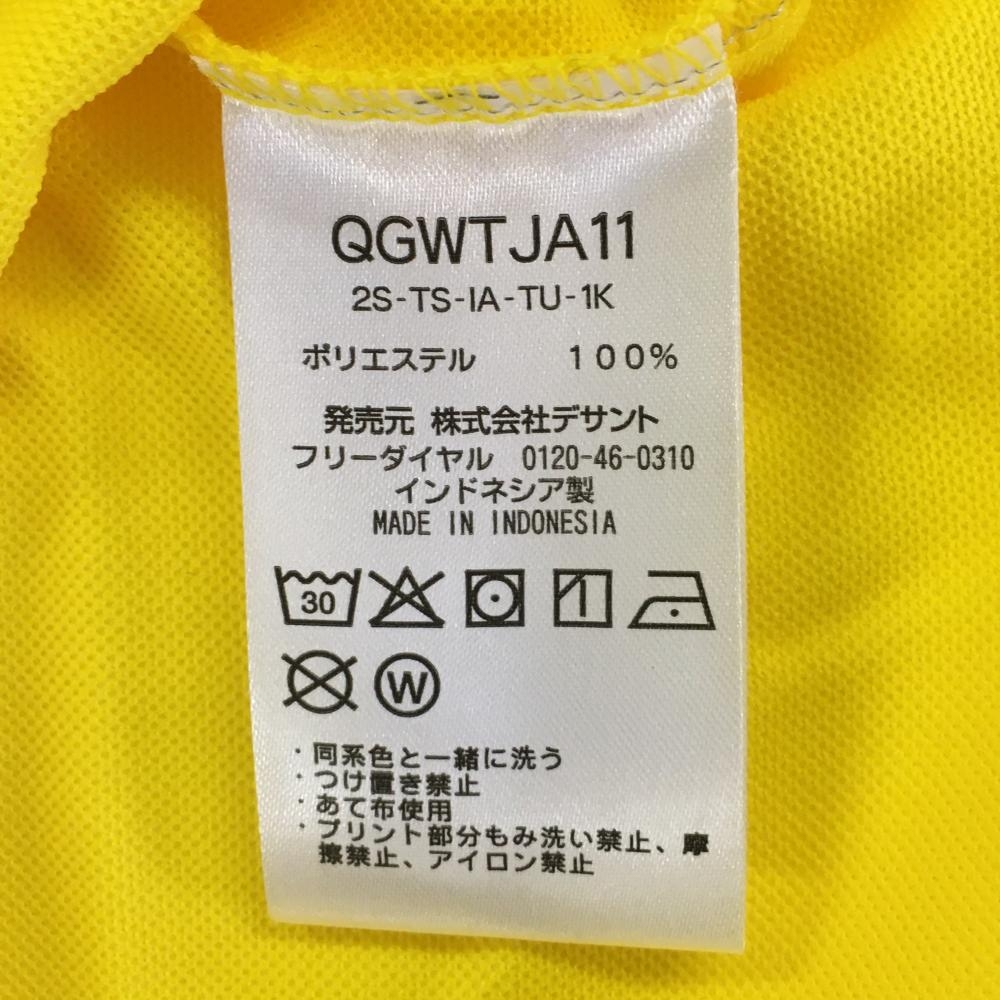 QGWTJA11
2S-TS-IA-TU-1K
ポリエステル 100%
発売元 株式会社デサント
フリーダイヤル 0120-46-0310
インドネシア製
MADE IN INDONESIA
30
W
・同系色と一緒に洗う
・つけ置き禁止
・あて布使用
・プリント部分もみ洗い禁止、摩
擦禁止、アイロン禁止